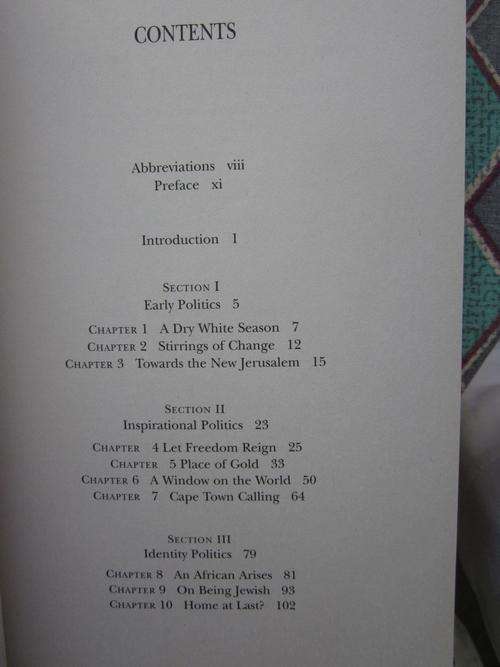 CONTENTS
Abbreviations viii
Preface xi
Introduction I
SECTION I
Early Politics 5
CHAPTER 1 A Dry White Season 7
CHAPTER 2 Stirrings of Change 12
CHAPTER 3 Towards the New Jerusalem 15
SECTION II
Inspirational Politics 23
CHAPTER 4 Let Freedom Reign 25
CHAPTER 5 Place of Gold 33
CHAPTER 6 A Window on the World 50
CHAPTER 7 Cape Town Calling 64
SECTION III
Identity Politics 79
CHAPTER 8 An African Arises 81
CHAPTER 9 On Being Jewish 93
CHAPTER 10 Home at Last? 102